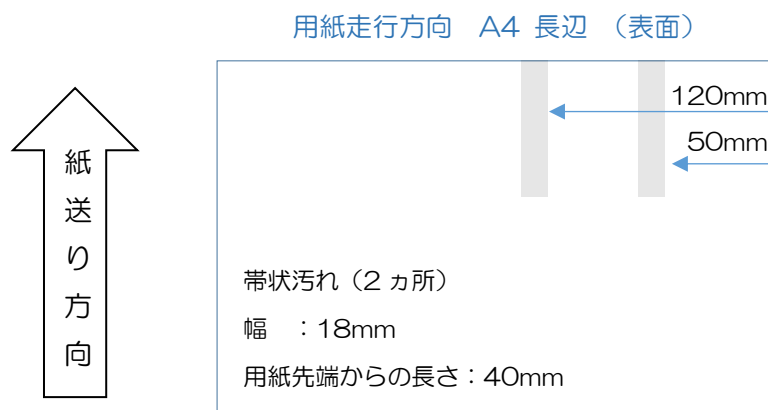 用紙走行方向　A4 長辺　（表面）
120mm
50mm
紙送り方向
帯状汚れ（2 ヵ所）
幅　：18mm
用紙先端からの長さ：40mm